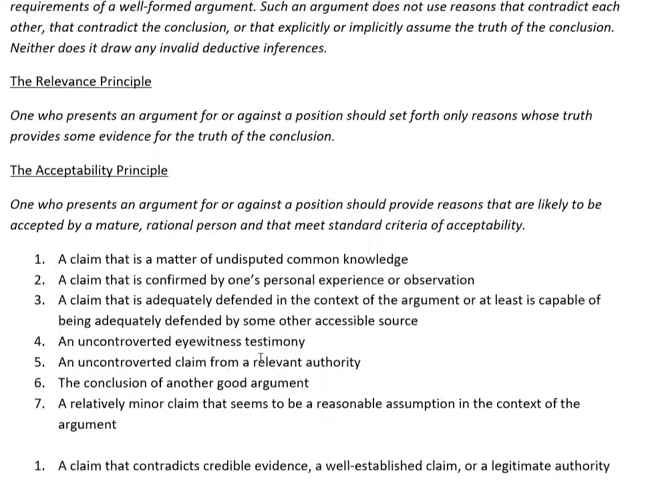 requirements of a well-formed argument. Such an argument does not use reasons that contradict each
other, that contradict the conclusion, or that explicitly or implicitly assume the truth of the conclusion.
Neither does it draw any invalid deductive inferences.
The Relevance Principle
One who presents an argument for or against a position should set forth only reasons whose truth
provides some evidence for the truth of the conclusion.
The Acceptability Principle
One who presents an argument for or against a position should provide reasons that are likely to be
accepted by a mature, rational person and that meet standard criteria of acceptability.
1. A claim that is a matter of undisputed common knowledge
2. A claim that is confirmed by one's personal experience or observation
3. A claim that is adequately defended in the context of the argument or at least is capable of
being adequately defended by some other accessible source
4. An uncontroverted eyewitness testimony
5. An uncontroverted claim from a relevant authority
6. The conclusion of another good argument
7. A relatively minor claim that seems to be a reasonable assumption in the context of the
argument
1. A claim that contradicts credible evidence, a well-established claim, or a legitimate authority